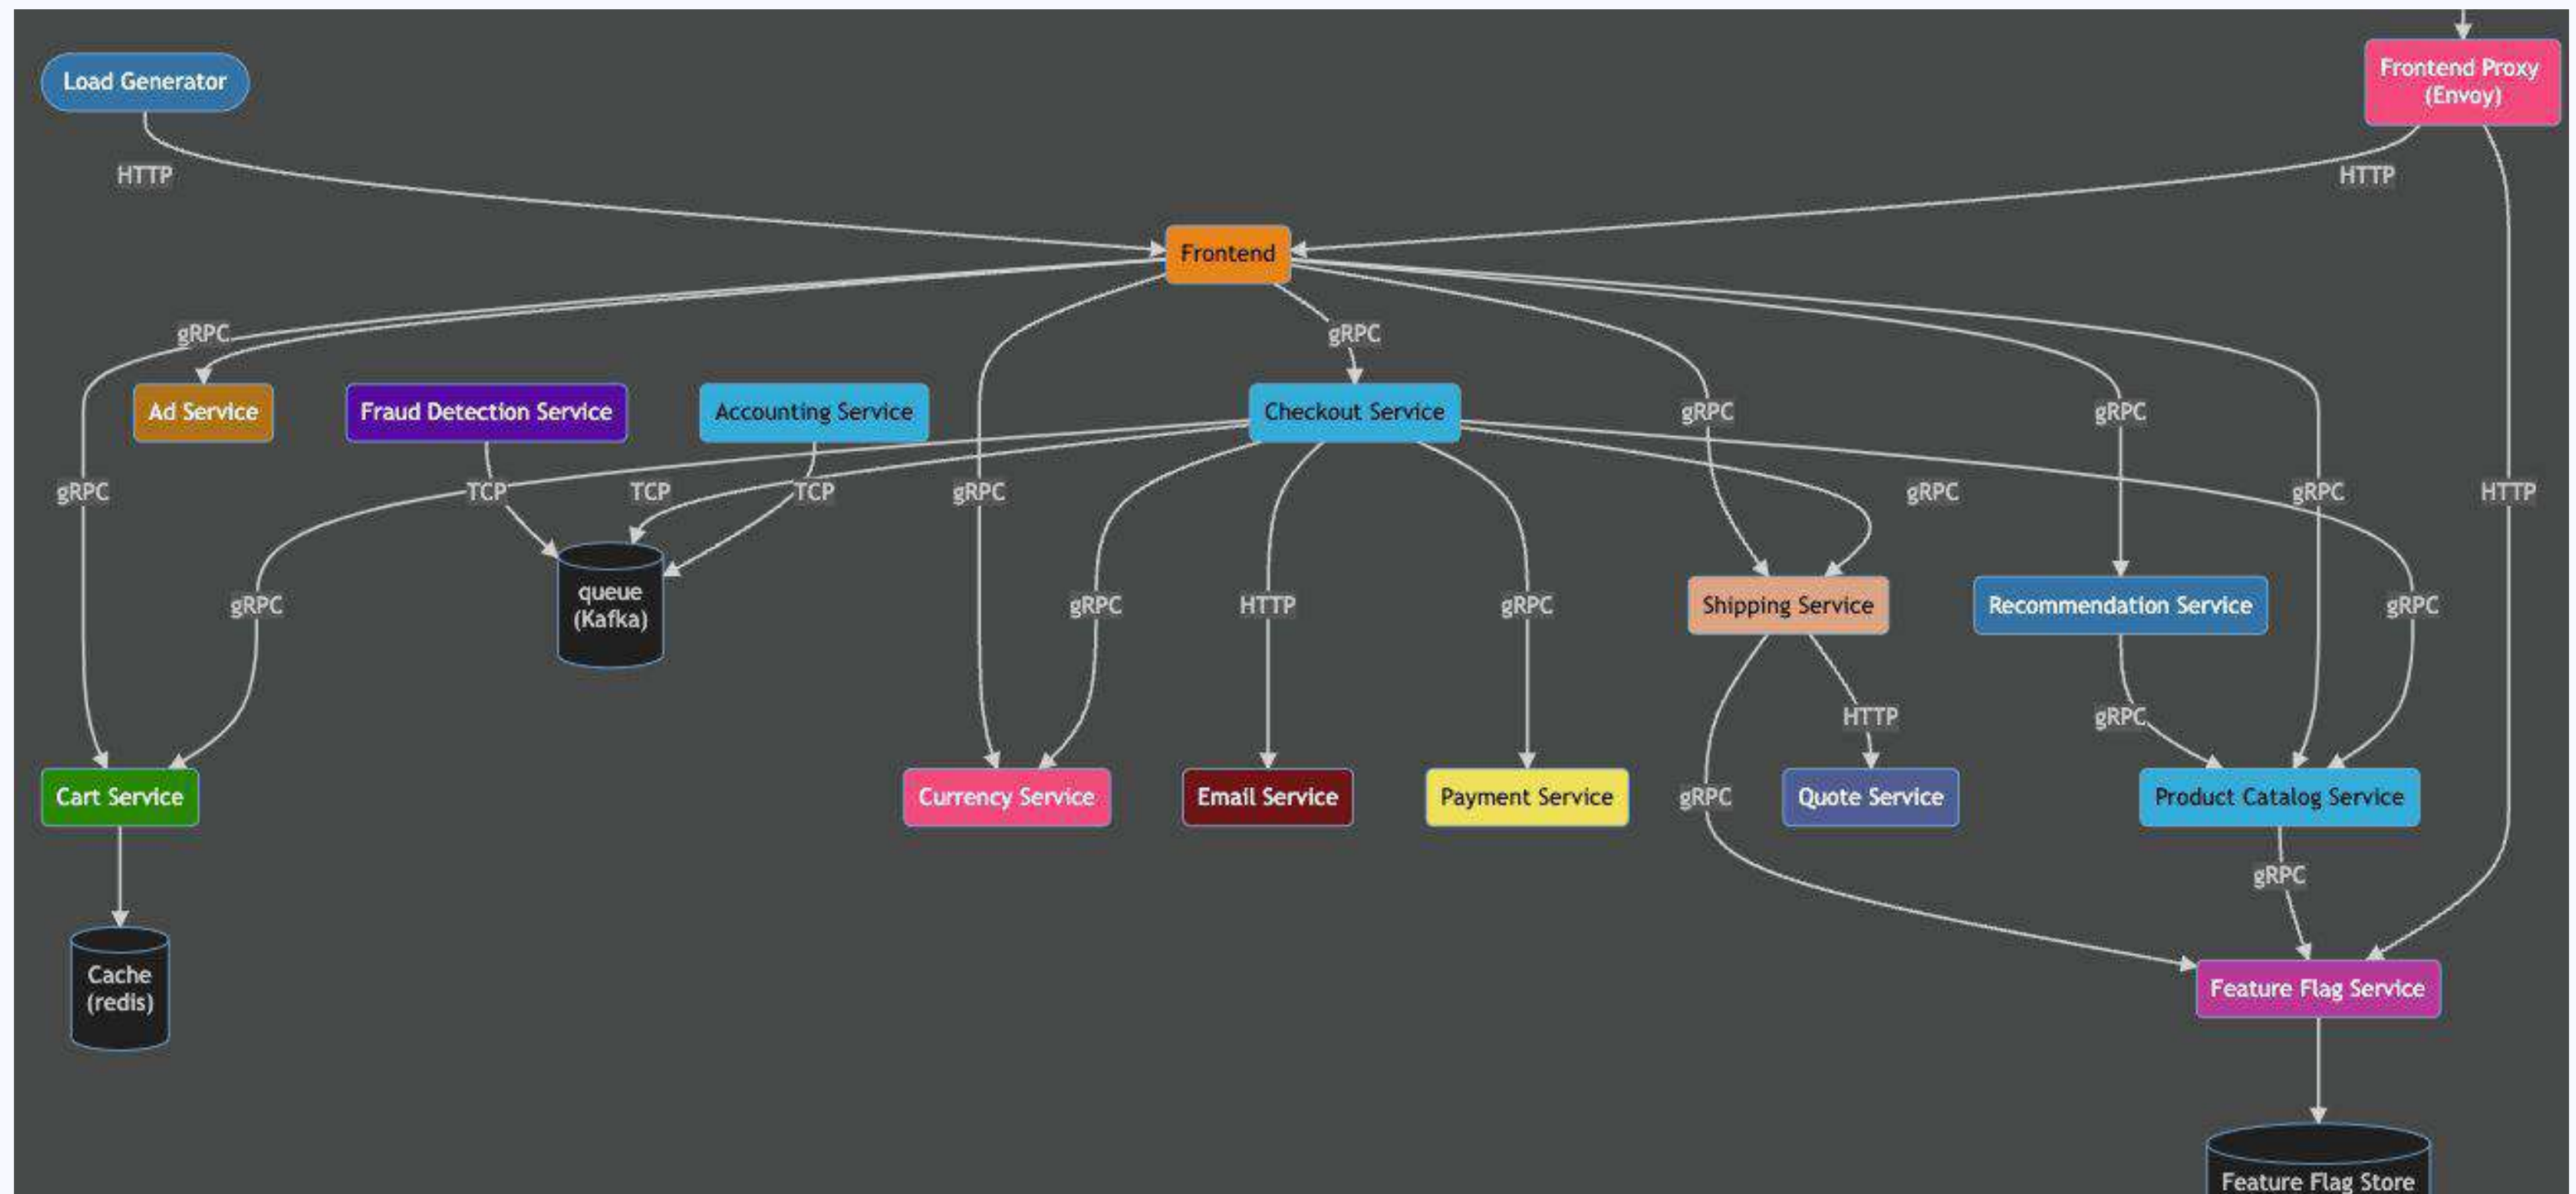 Load Generator
Frontend Proxy
(Envoy)
HTTP
HTTP
Frontend
gRPC
gRPC
Ad Service
Fraud Detection Service
Accounting Service
Checkout Service
gRPC
gRPC
gRPC
TCP
TCP
TCP
gRPC
gRPC
gRPC
HTTP
queue
(Kafka)
gRPC
gRPC
HTTP
gRPC
Shipping Service
Recommendation Service
gRPC
HTTP
gRPC
Cart Service
Currency Service
Email Service
Payment Service
gRPC
Quote Service
Product Catalog Service
gRPC
Cache
(redis)
Feature Flag Service
Feature Flag Store